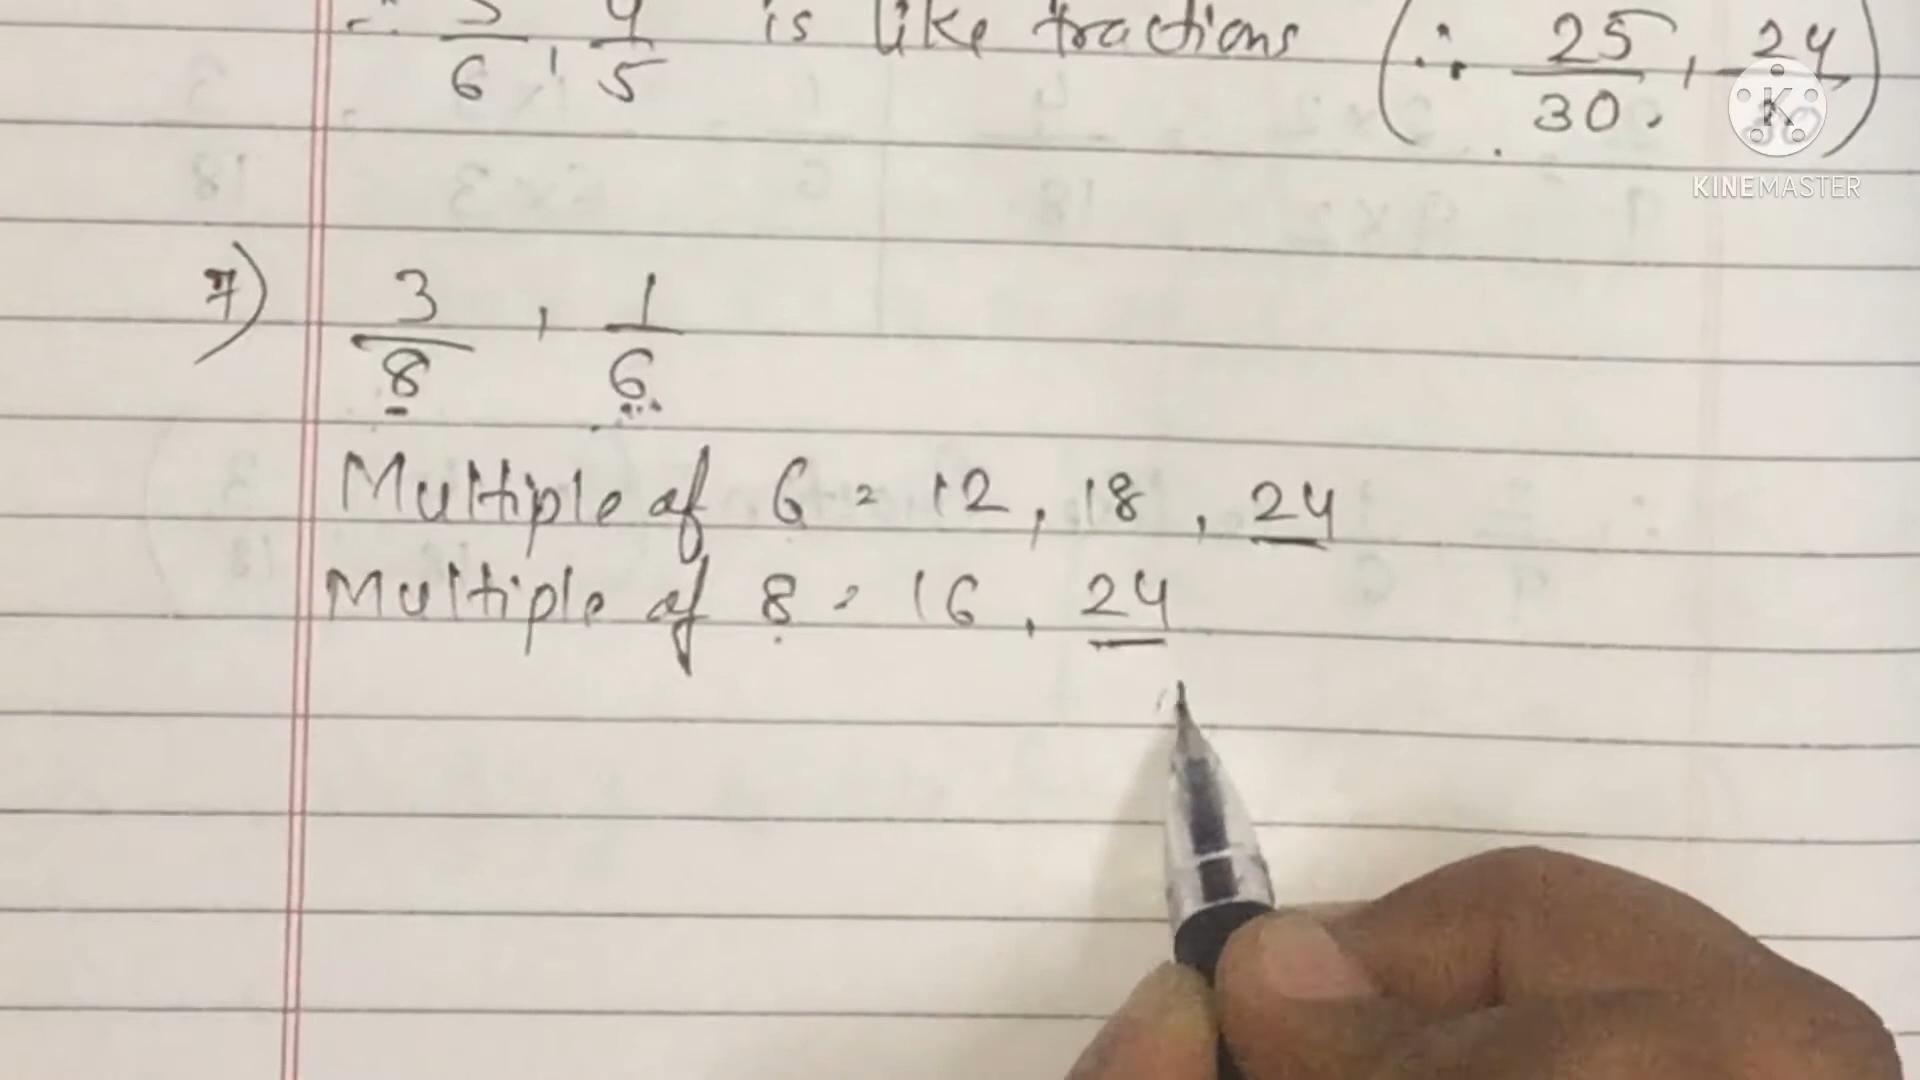 ∴ 5/6, 4/5 is like fractions (∴ 25/30, 24/30)
KINEMASTER
7) 3/8, 1/6
Multiple of 6 = 12, 18, 24
Multiple of 8 = 16, 24